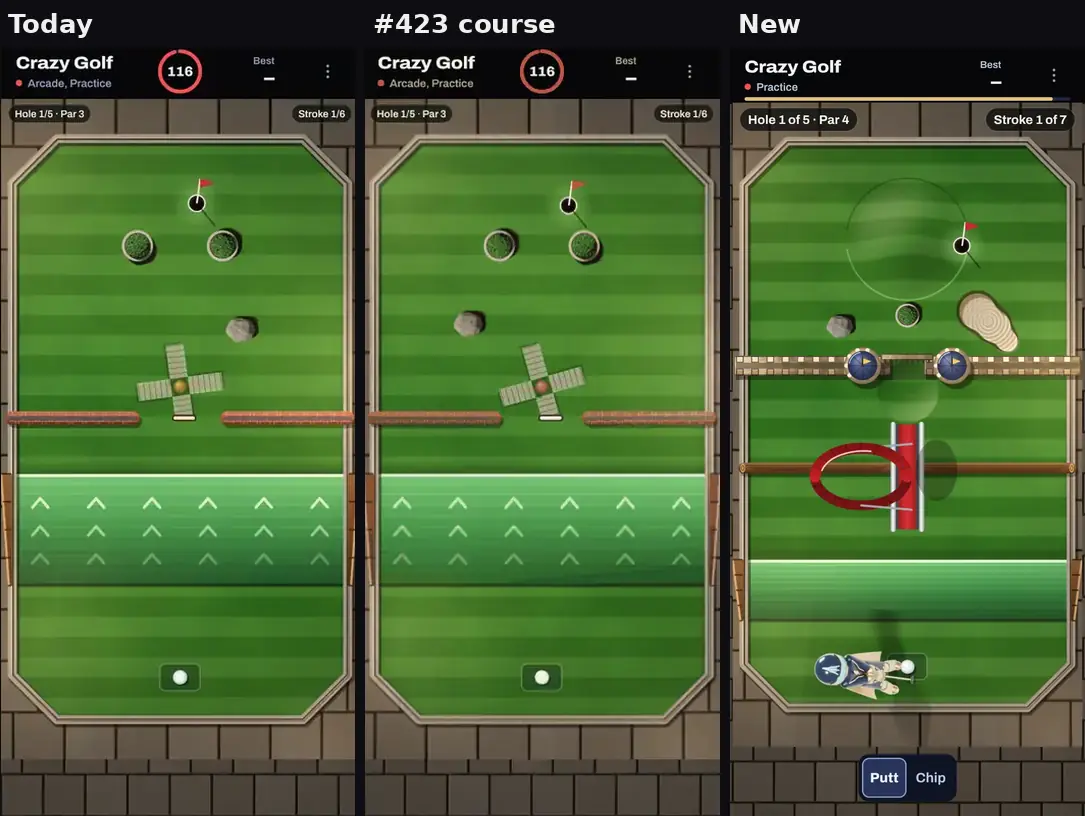 Today
Crazy Golf
Arcade, Practice
116
Best
–
Hole 1/5 · Par 3
Stroke 1/6
#423 course
Crazy Golf
Arcade, Practice
116
Best
–
Hole 1/5 · Par 3
Stroke 1/6
New
Crazy Golf
Practice
Best
–
Hole 1 of 5 · Par 4
Stroke 1 of 7
Putt
Chip